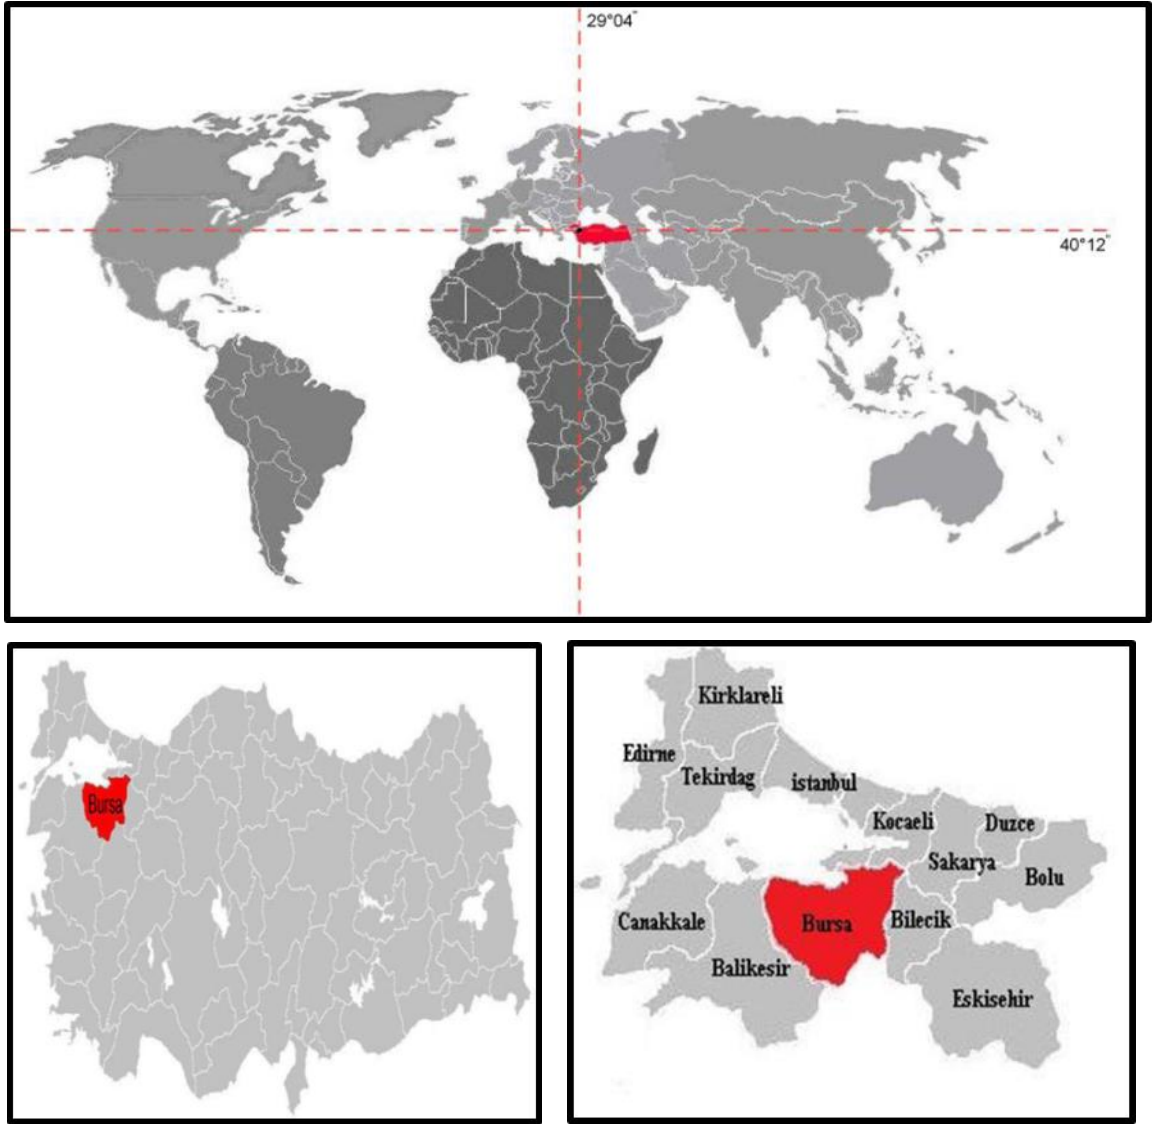 29°04"
40°12"
Bursa
Kirklareli
Edirne
Tekirdag
istanbul
Kocaeli
Duzce
Sakarya
Bolu
Canakkale
Bursa
Bilecik
Balikesir
Eskisehir